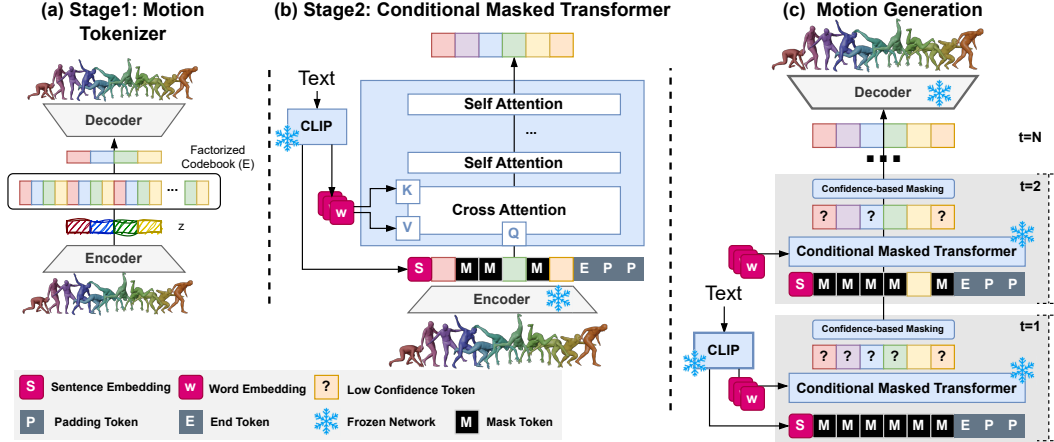 (a) Stage1: Motion
Tokenizer
Decoder
Factorized
Codebook (E)
...
z
Encoder
(b) Stage2: Conditional Masked Transformer
Text
CLIP
Self Attention
...
Self Attention
K
w
Cross Attention
V
Q
S M M M E P P
Encoder
(c) Motion Generation
Decoder
t=N
...
t=2
Confidence-based Masking
? ? ?
Conditional Masked Transformer
w
S M M M M M E P P
Text
t=1
Confidence-based Masking
CLIP
? ? ? ? ?
Conditional Masked Transformer
w
S M M M M M M E P P
S Sentence Embedding
w Word Embedding
? Low Confidence Token
P Padding Token
E End Token
Frozen Network
M Mask Token